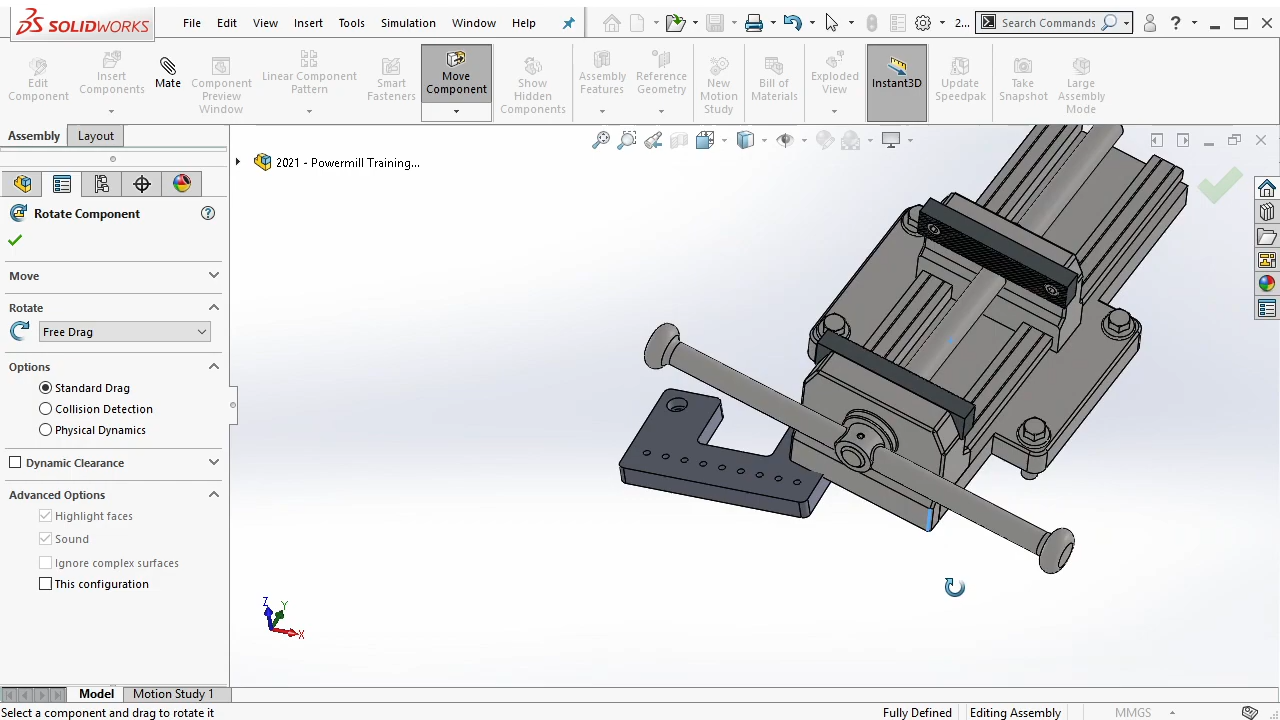 SOLIDWORKS
File Edit View Insert Tools Simulation Window Help
2...
Search Commands
?
Edit Component
Insert Components
Mate
Component Preview Window
Linear Component Pattern
Smart Fasteners
Move Component
Show Hidden Components
Assembly Features
Reference Geometry
New Motion Study
Bill of Materials
Exploded View
Instant3D
Update Speedpak
Take Snapshot
Large Assembly Mode
Assembly Layout
2021 - Powermill Training...
Rotate Component
?
Move
Rotate
Free Drag
Options
Standard Drag
Collision Detection
Physical Dynamics
Dynamic Clearance
Advanced Options
Highlight faces
Sound
Ignore complex surfaces
This configuration
Z
Y
X
Model Motion Study 1
Select a component and drag to rotate it
Fully Defined Editing Assembly MMGS